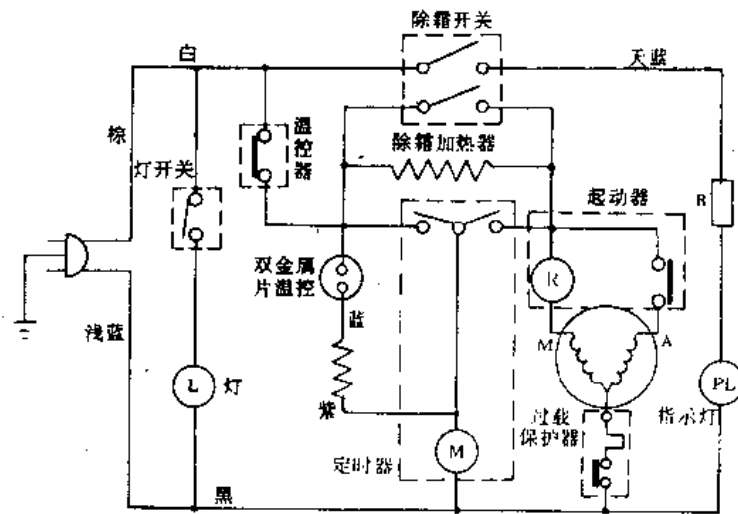 除霜开关
白
天蓝
棕
温
控
器
除霜加热器
灯开关
起动器
R
双金属
片温控
R
蓝
浅蓝
M
A
L
灯
PL
紫
过载
保护器
指示灯
定时器
M
黑